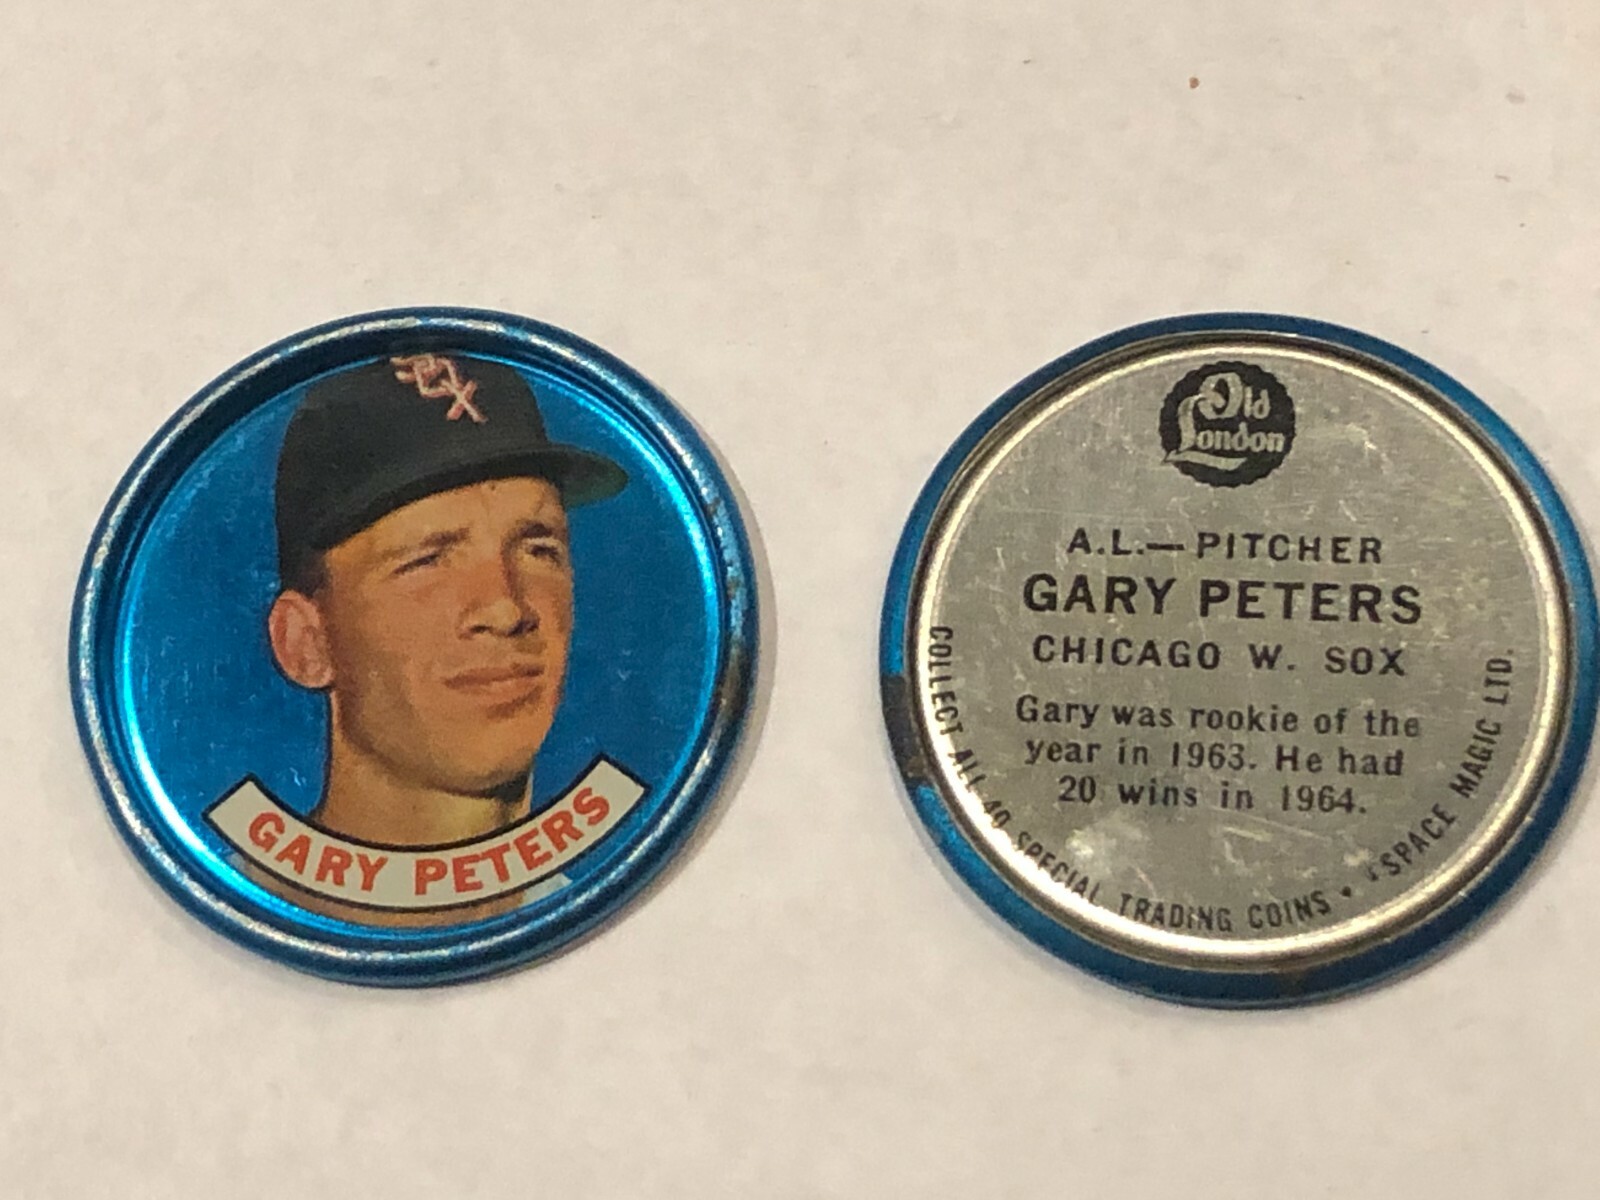 SOX
GARY PETERS
Old
London
A.L.—PITCHER
GARY PETERS
CHICAGO W. SOX
Gary was rookie of the
year in 1963. He had
20 wins in 1964.
COLLECT ALL 40 SPECIAL TRADING COINS • SPACE MAGIC LTD.